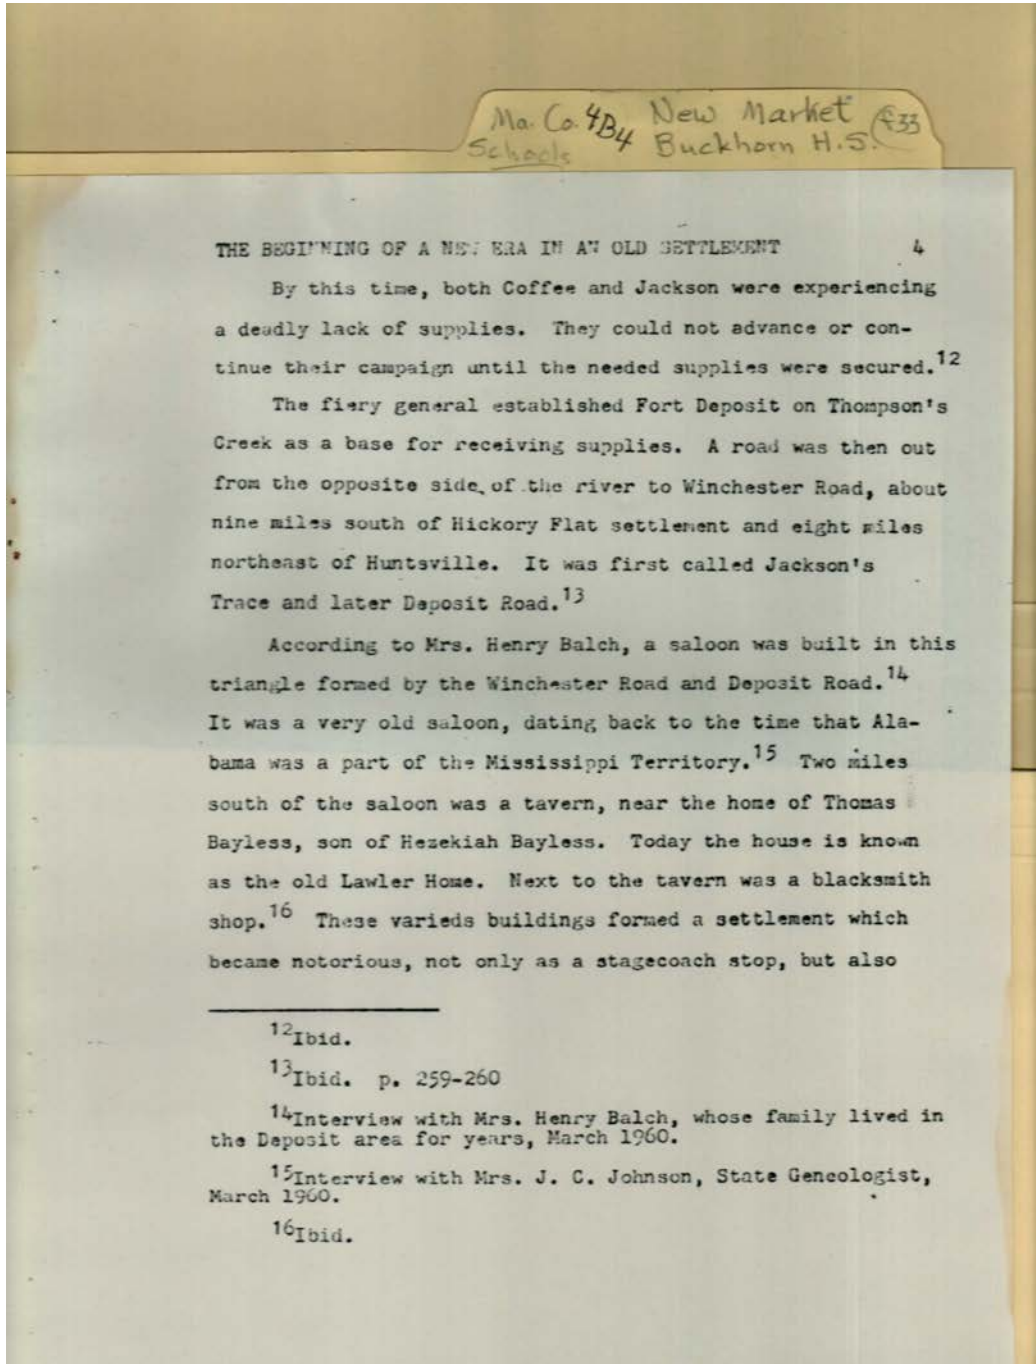 Ma. Co. 4B4 New Market f33
Schools Buckhorn H.S.
THE BEGINNING OF A NEW ERA IN AN OLD SETTLEMENT 4
By this time, both Coffee and Jackson were experiencing
a deadly lack of supplies. They could not advance or con-
tinue their campaign until the needed supplies were secured.12
The fiery general established Fort Deposit on Thompson's
Creek as a base for receiving supplies. A road was then out
from the opposite side of the river to Winchester Road, about
nine miles south of Hickory Flat settlement and eight miles
northeast of Huntsville. It was first called Jackson's
Trace and later Deposit Road.13
According to Mrs. Henry Balch, a saloon was built in this
triangle formed by the Winchester Road and Deposit Road.14
It was a very old saloon, dating back to the time that Ala-
bama was a part of the Mississippi Territory.15 Two miles
south of the saloon was a tavern, near the home of Thomas
Bayless, son of Hezekiah Bayless. Today the house is known
as the old Lawler Home. Next to the tavern was a blacksmith
shop.16 These varieds buildings formed a settlement which
became notorious, not only as a stagecoach stop, but also
12Ibid.
13Ibid. p. 259-260
14Interview with Mrs. Henry Balch, whose family lived in
the Deposit area for years, March 1960.
15Interview with Mrs. J. C. Johnson, State Geneologist,
March 1960.
16Ibid.